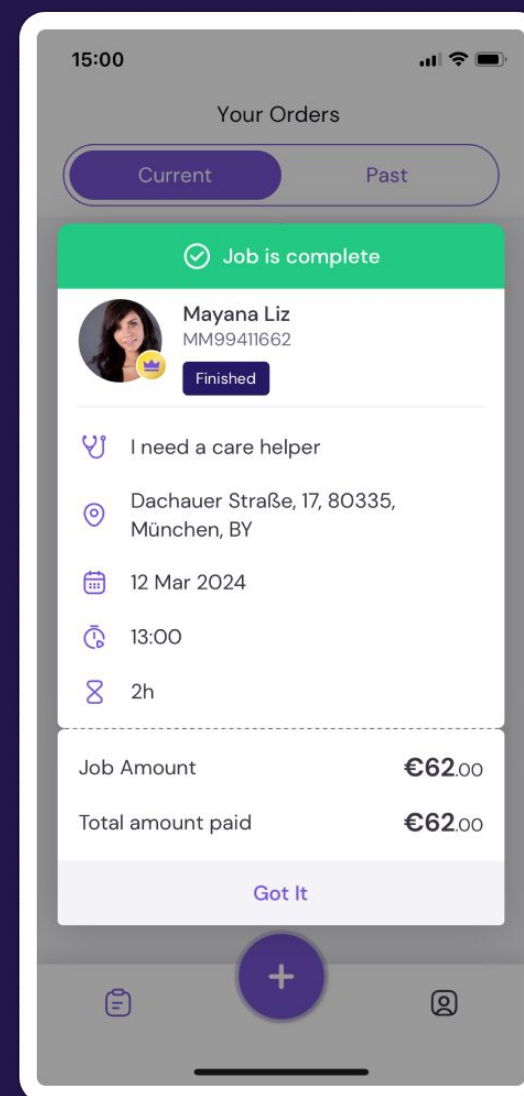 15:00
Your Orders
Current Past
Job is complete
Mayana Liz
MM99411662
Finished
I need a care helper
Dachauer Straße, 17, 80335,
München, BY
12 Mar 2024
13:00
2h
Job Amount €62.00
Total amount paid €62.00
Got It